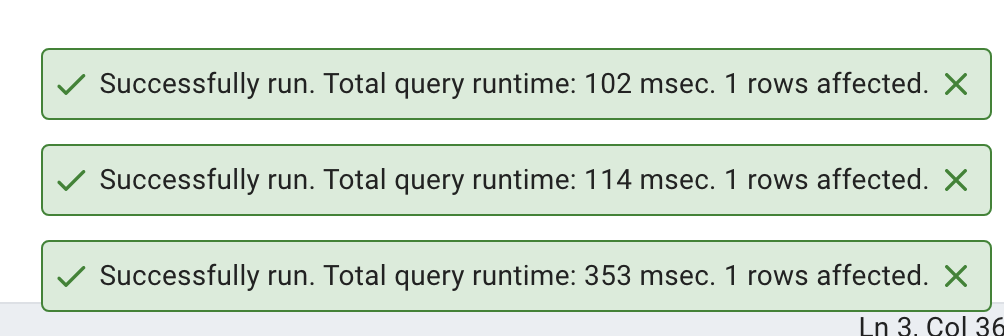 Successfully run. Total query runtime: 102 msec. 1 rows affected.
Successfully run. Total query runtime: 114 msec. 1 rows affected.
Successfully run. Total query runtime: 353 msec. 1 rows affected.
Ln 3, Col 36